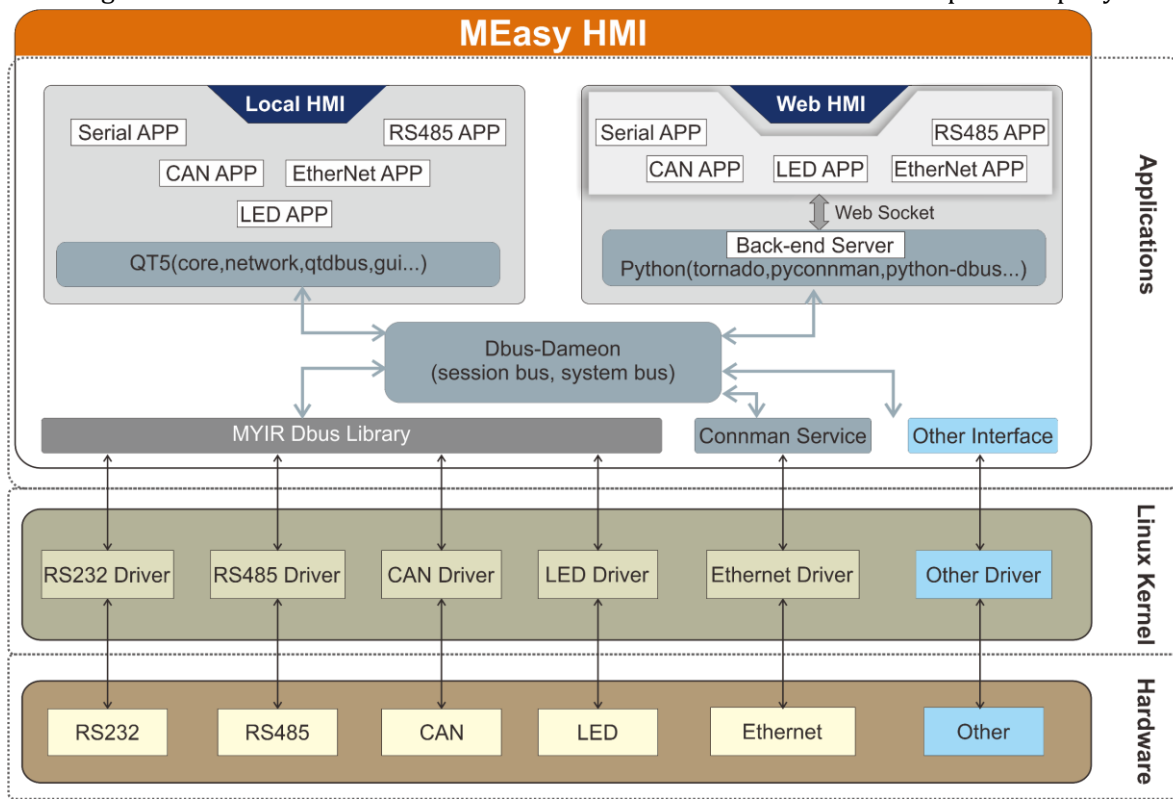 MEasy HMI
Local HMI
Serial APP
RS485 APP
CAN APP
EtherNet APP
LED APP
QT5(core,network,qtdbus,gui...)
Web HMI
Serial APP
RS485 APP
CAN APP
LED APP
EtherNet APP
Web Socket
Back-end Server
Python(tornado,pyconnman,python-dbus...)
Dbus-Dameon
(session bus, system bus)
MYIR Dbus Library
Connman Service
Other Interface
Applications
RS232 Driver
RS485 Driver
CAN Driver
LED Driver
Ethernet Driver
Other Driver
Linux Kernel
RS232
RS485
CAN
LED
Ethernet
Other
Hardware